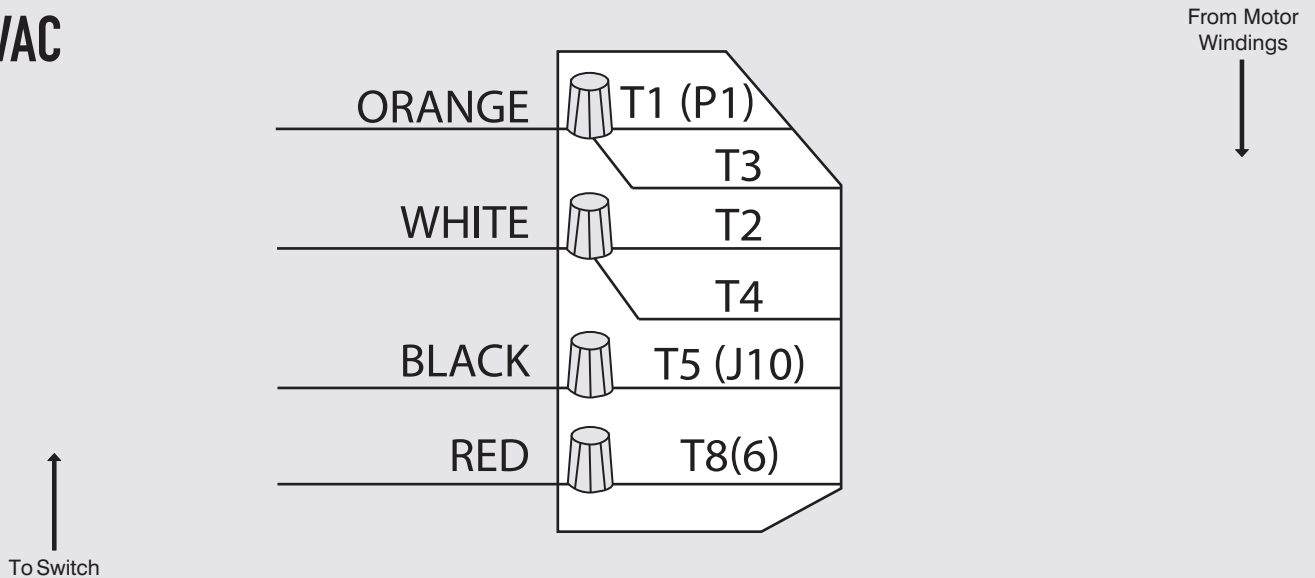 VAC
From Motor
Windings
ORANGE T1 (P1)
T3
WHITE T2
T4
BLACK T5 (J10)
RED T8(6)
To Switch